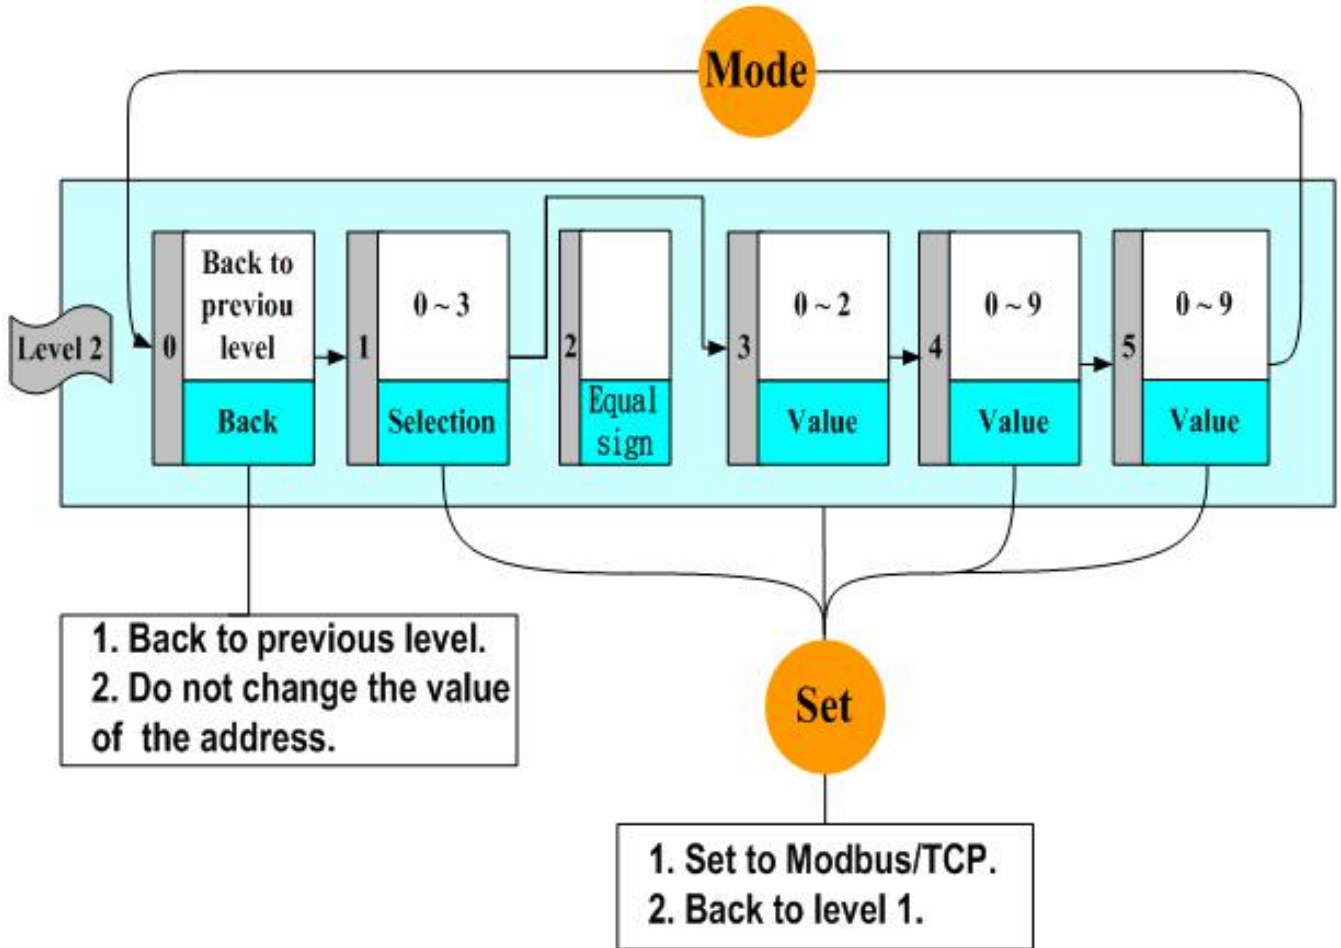 Mode
Level 2
0
Back to
previou
level
Back
1
0 ~ 3
Selection
2
Equal
sign
3
0 ~ 2
Value
4
0 ~ 9
Value
5
0 ~ 9
Value
1. Back to previous level.
2. Do not change the value
of the address.
Set
1. Set to Modbus/TCP.
2. Back to level 1.